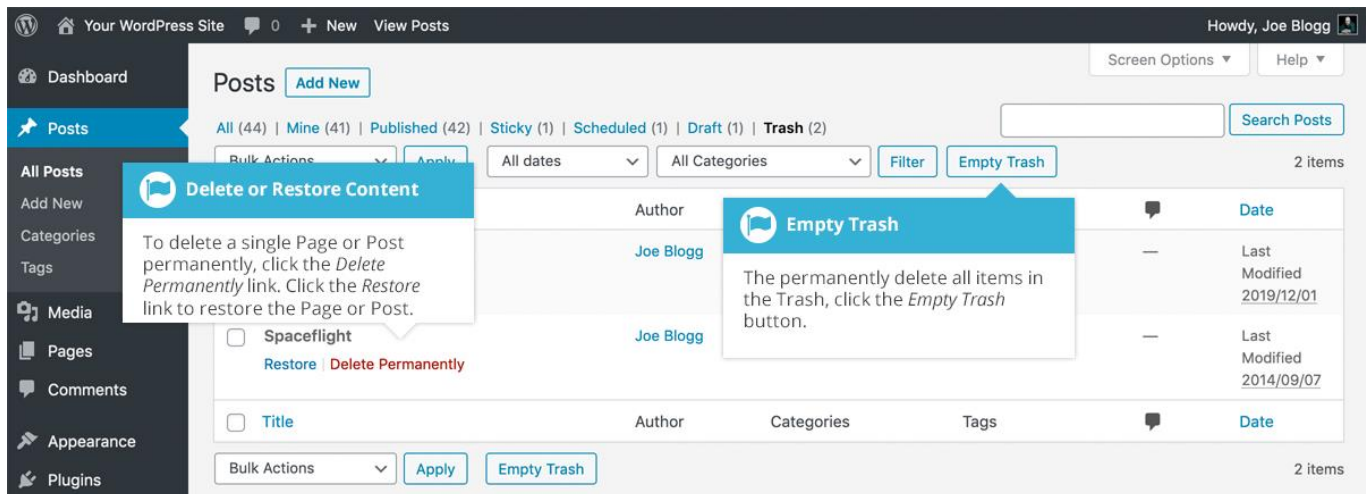 Your WordPress Site 0 + New View Posts Howdy, Joe Blogg
Screen Options ▼ Help ▼
Dashboard
Posts Add New
Posts
All (44) | Mine (41) | Published (42) | Sticky (1) | Scheduled (1) | Draft (1) | Trash (2)
Search Posts
Bulk Actions Apply All dates All Categories Filter Empty Trash 2 items
All Posts
Add New
Categories
Tags
Media
Pages
Comments
Appearance
Plugins
Delete or Restore Content
To delete a single Page or Post
permanently, click the Delete
Permanently link. Click the Restore
link to restore the Page or Post.
Author Date
Empty Trash
The permanently delete all items in
the Trash, click the Empty Trash
button.
Joe Blogg — Last
Modified
2019/12/01
Spaceflight Joe Blogg — Last
Modified
2014/09/07
Restore | Delete Permanently
Title Author Categories Tags Date
Bulk Actions Apply Empty Trash 2 items